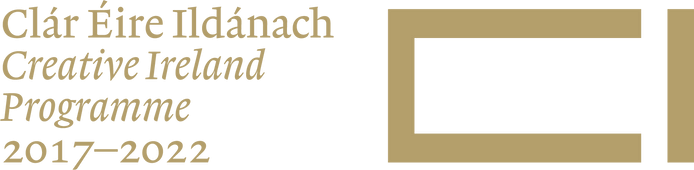 Clár Éire Ildánach
Creative Ireland
Programme
2017–2022